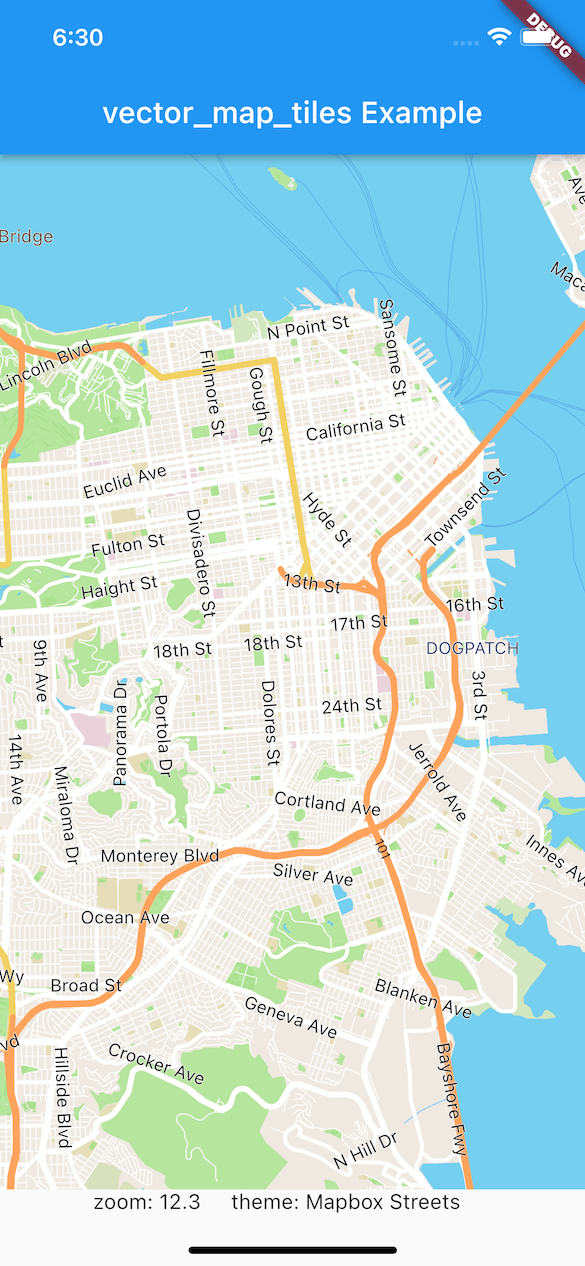 6:30
DEBUG
vector_map_tiles Example
Bridge
N Point St
Sansome St
Lincoln Blvd
Fillmore St
Gough St
California St
Euclid Ave
Hyde St
Townsend St
Divisadero St
Fulton St
Haight St
13th St
16th St
17th St
18th St
18th St
DOGPATCH
9th Ave
Panorama Dr
Portola Dr
Dolores St
24th St
3rd St
14th Ave
Miraloma Dr
Jerrold Ave
Cortland Ave
101
Monterey Blvd
Silver Ave
Innes Av
Ocean Ave
Wy
Broad St
Blanken Ave
Geneva Ave
Hillside Blvd
Crocker Ave
Bayshore Fwy
N Hill Dr
zoom: 12.3 theme: Mapbox Streets